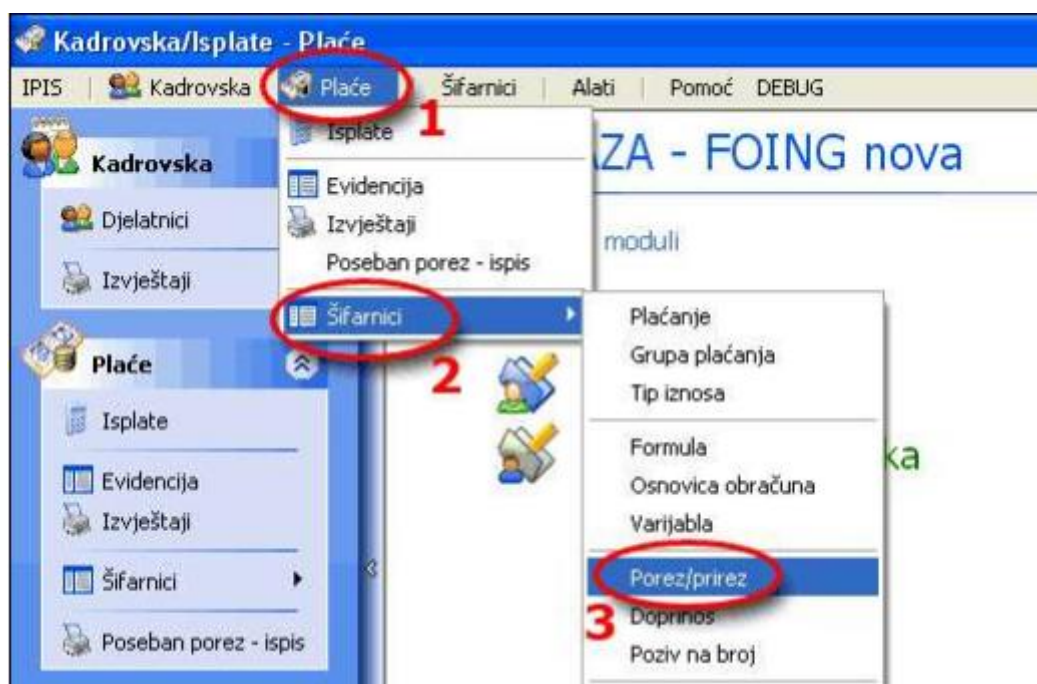 Kadrovska/Isplate - Plaće
IPIS Kadrovska Plaće Šifarnici Alati Pomoć DEBUG
1
Isplate
Evidencija
Izvještaji
Poseban porez - ispis
Šifarnici
2
Plaćanje
Grupa plaćanja
Tip iznosa
Formula
Osnovica obračuna
Varijabla
Porez/prirez
3
Doprinos
Poziv na broj
Kadrovska
Djelatnici
Izvještaji
Plaće
Isplate
Evidencija
Izvještaji
Šifarnici
Poseban porez - ispis
AZA - FOING nova
moduli
ka